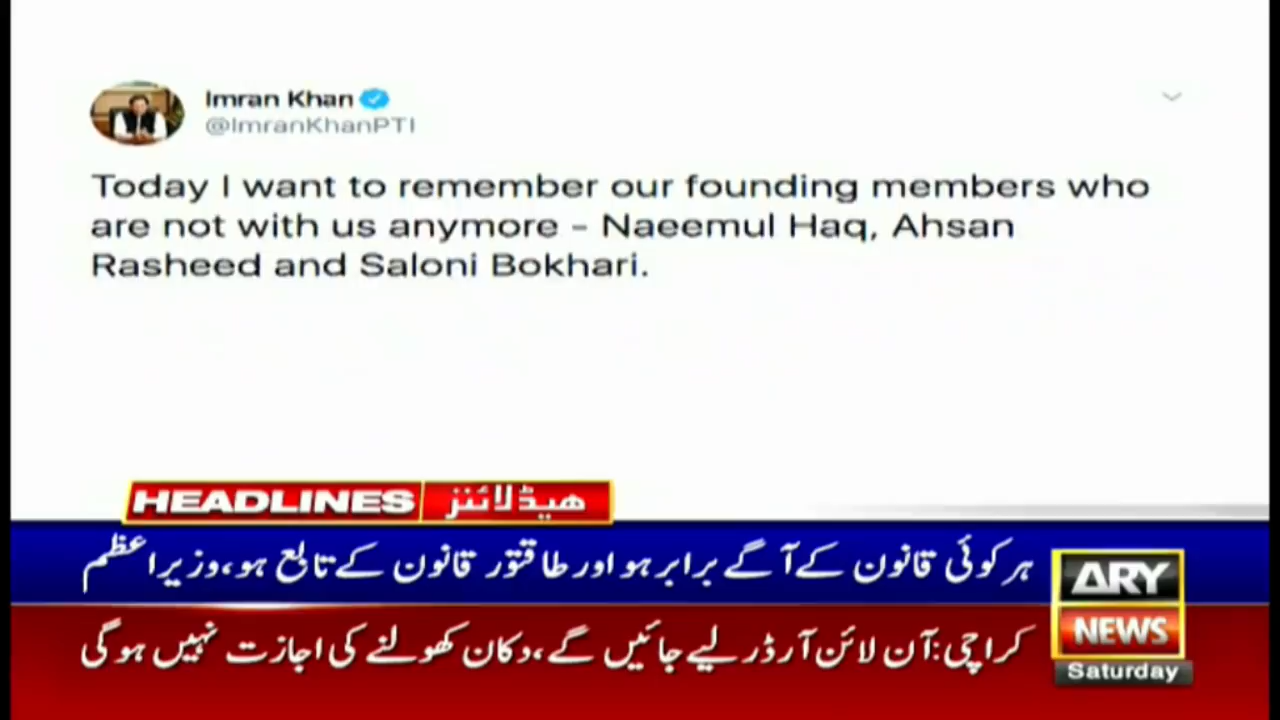 Imran Khan
@ImranKhanPTI
Today I want to remember our founding members who
are not with us anymore - Naeemul Haq, Ahsan
Rasheed and Saloni Bokhari.
HEADLINES ہیڈلائنز
ہر کوئی قانون کے آگے برابر ہو اور طاقتور قانون کے تابع ہو، وزیراعظم
کراچی: آن لائن آرڈر لیے جائیں گے، دکان کھولنے کی اجازت نہیں ہوگی
ARY
NEWS
Saturday